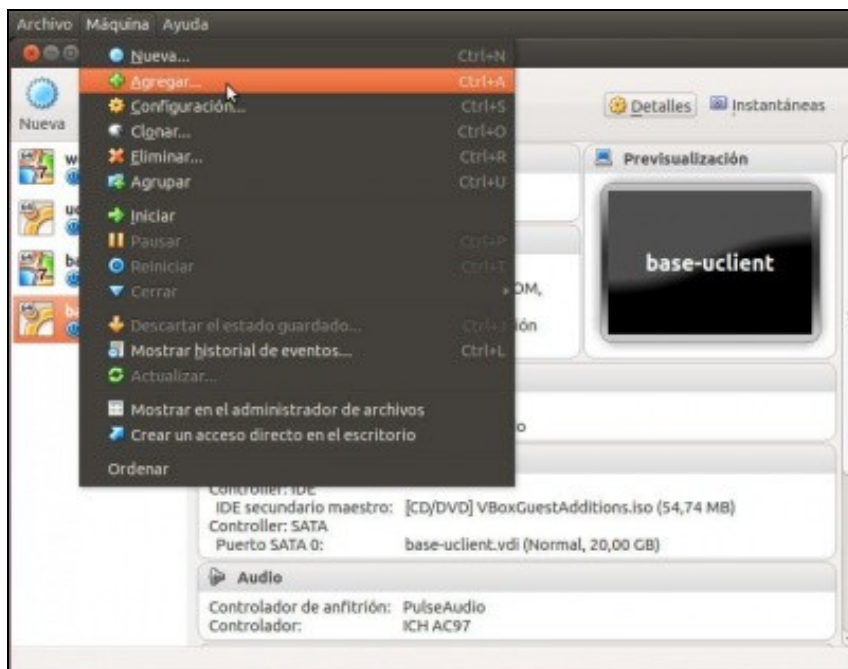 Archivo Máquina Ayuda
Nueva... Ctrl+N
Agregar... Ctrl+A
Configuración... Ctrl+S
Clonar... Ctrl+O
Eliminar... Ctrl+R
Agrupar Ctrl+U
Iniciar
Pausar Ctrl+P
Reiniciar Ctrl+T
Cerrar
Descartar el estado guardado... Ctrl+J
Mostrar historial de eventos... Ctrl+L
Actualizar...
Mostrar en el administrador de archivos
Crear un acceso directo en el escritorio
Ordenar
Nueva
Detalles Instantáneas
Previsualización
base-uclient
OM,
ión
o
Controller: IDE
IDE secundario maestro: [CD/DVD] VBoxGuestAdditions.iso (54,74 MB)
Controller: SATA
Puerto SATA 0: base-uclient.vdi (Normal, 20,00 GB)
Audio
Controlador de anfitrión: PulseAudio
Controlador: ICH AC97